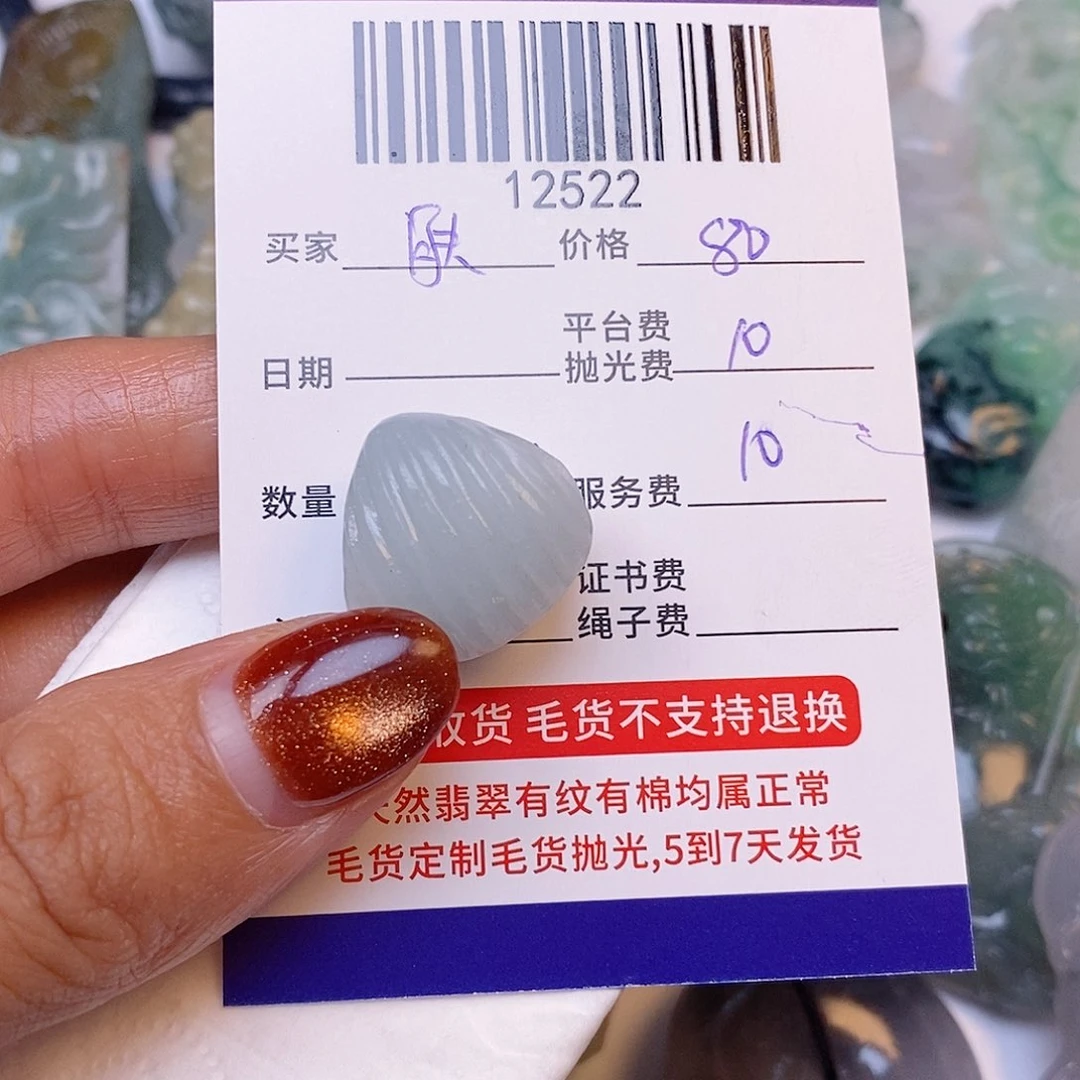 12522
买家 价格 80
平台费
日期 抛光费 10
10
数量 服务费
证书费
绳子费
收货 毛货不支持退换
天然翡翠有纹有棉均属正常
毛货定制毛货抛光,5到7天发货